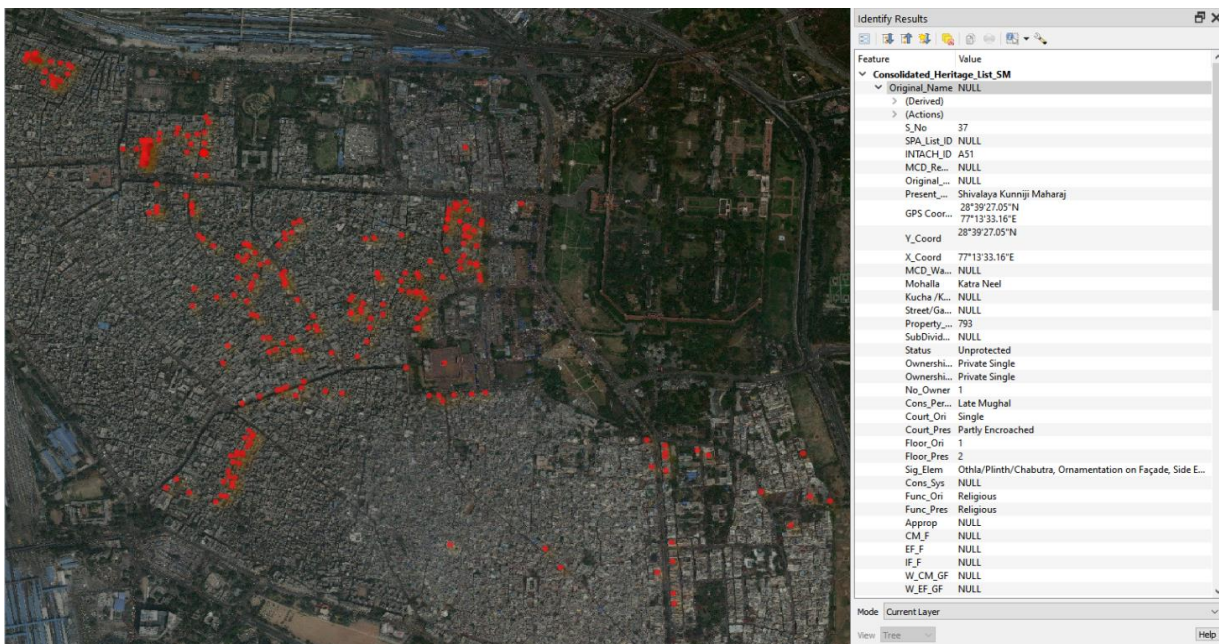 Identify Results
Feature Value
Consolidated_Heritage_List_SM
Original_Name NULL
(Derived)
(Actions)
S_No 37
SPA_List_ID NULL
INTACH_ID A51
MCD_Re... NULL
Original_... NULL
Present_... Shivalaya Kunniji Maharaj
GPS Coor... 28°39'27.05"N
77°13'33.16"E
Y_Coord 28°39'27.05"N
X_Coord 77°13'33.16"E
MCD_Wa... NULL
Mohalla Katra Neel
Kucha /K... NULL
Street/Ga... NULL
Property_... 793
SubDivid... NULL
Status Unprotected
Ownershi... Private Single
Ownershi... Private Single
No_Owner 1
Cons_Per... Late Mughal
Court_Ori Single
Court_Pres Partly Encroached
Floor_Ori 1
Floor_Pres 2
Sig_Elem Othla/Plinth/Chabutra, Ornamentation on Façade, Side E...
Cons_Sys NULL
Func_Ori Religious
Func_Pres Religious
Approp NULL
CM_F NULL
EF_F NULL
IF_F NULL
W_CM_GF NULL
W_EF_GF NULL
Mode Current Layer
View Tree
Help